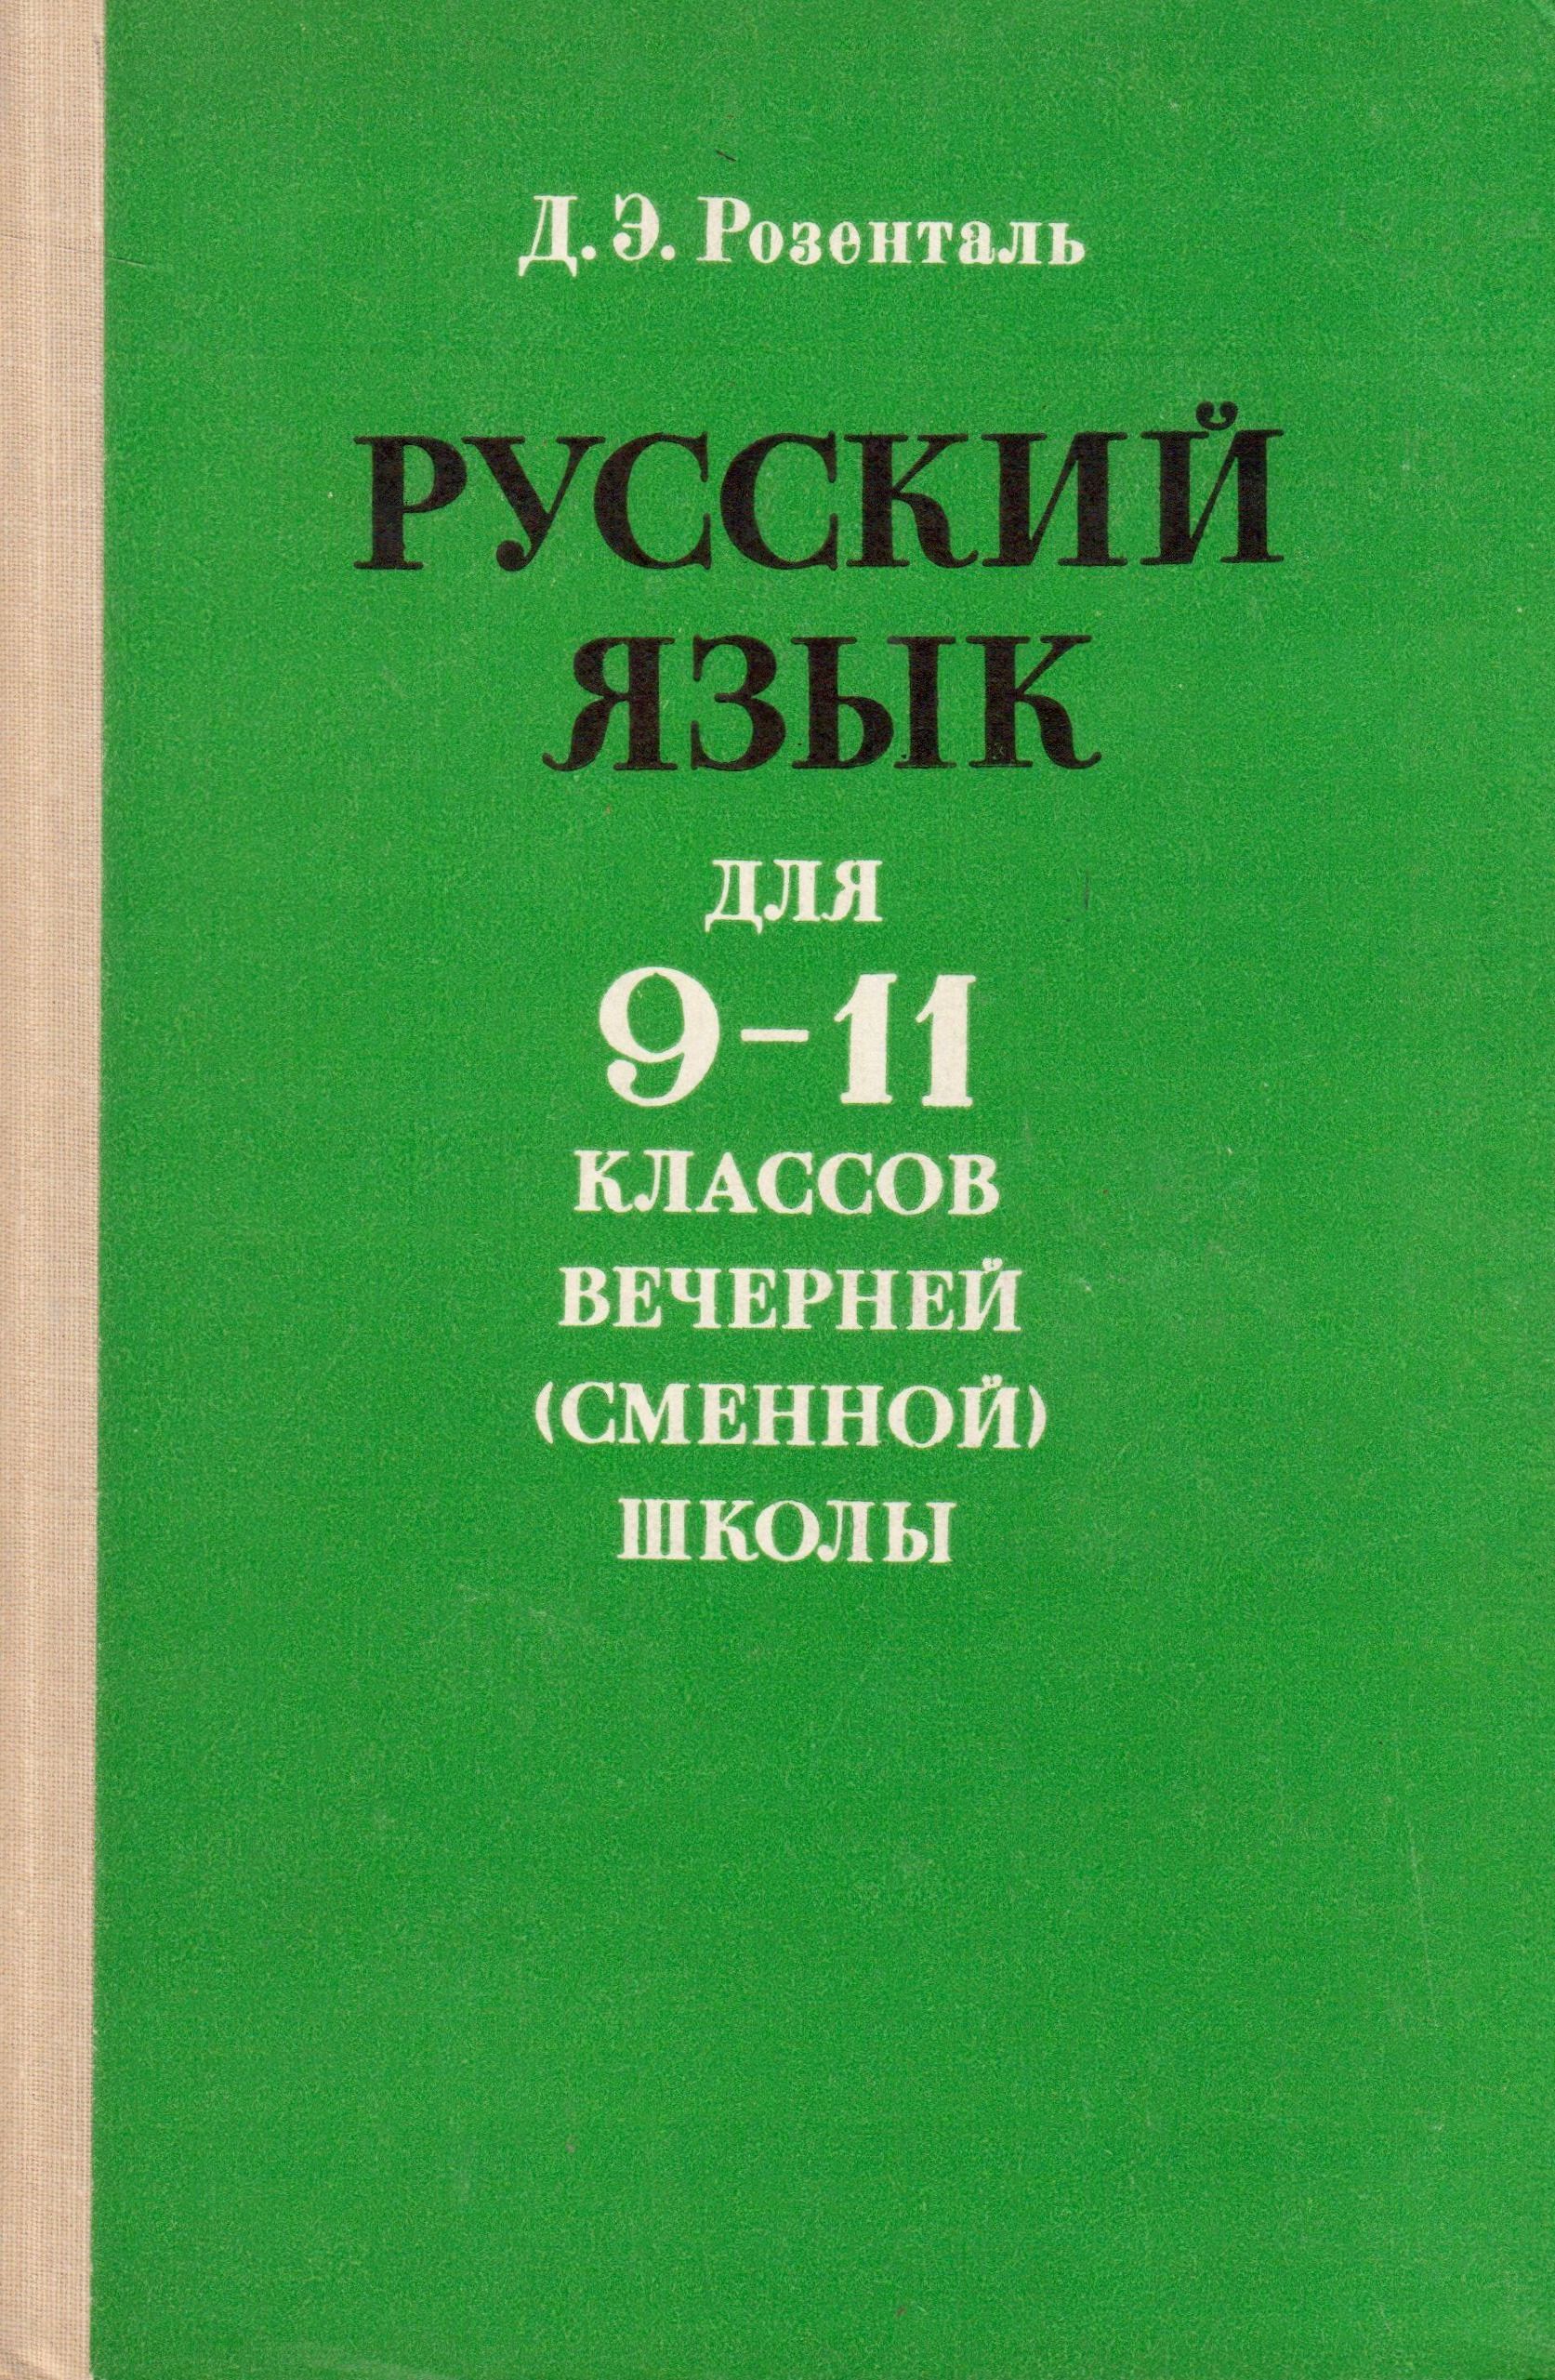 Д. Э. Розенталь
РУССКИЙ
ЯЗЫК
ДЛЯ
9-11
КЛАССОВ
ВЕЧЕРНЕЙ
(СМЕННОЙ)
ШКОЛЫ